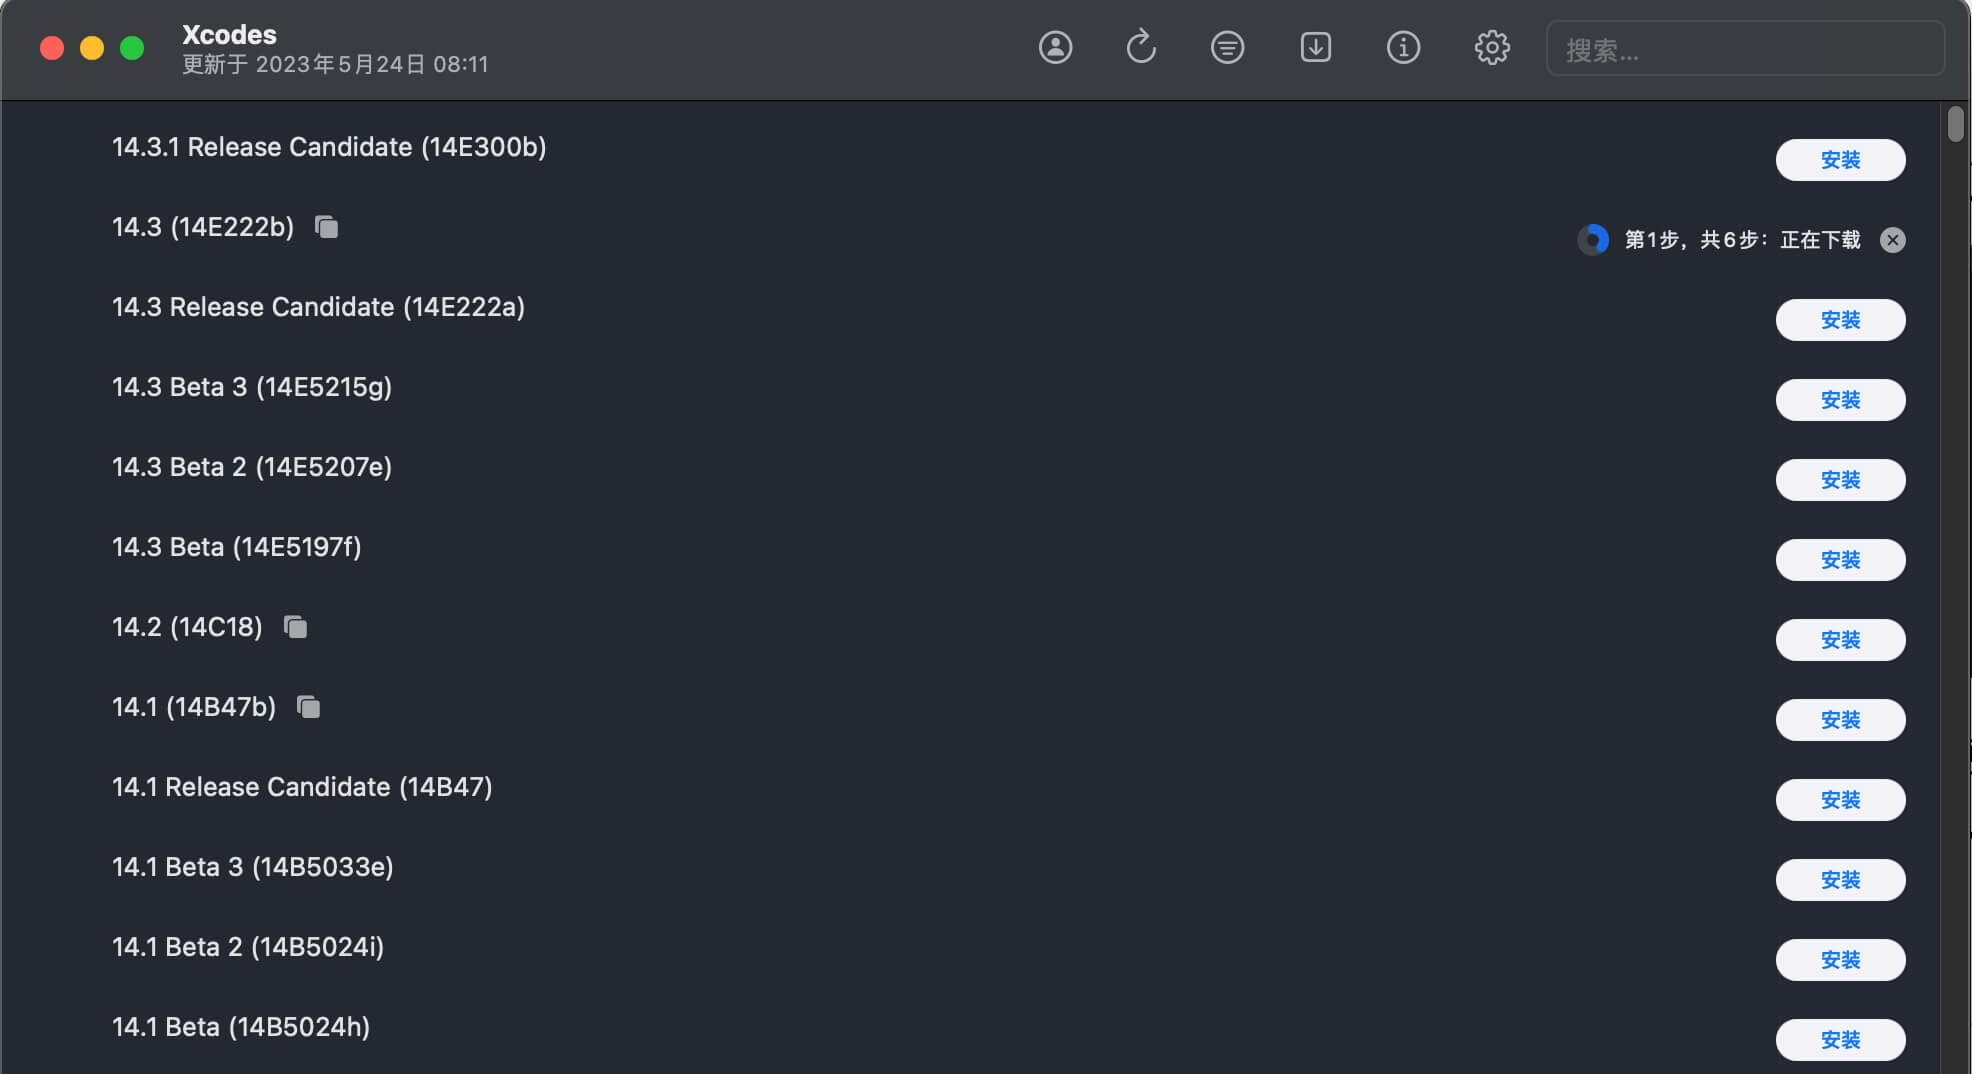 Xcodes
更新于 2023年5月24日 08:11
搜索...
14.3.1 Release Candidate (14E300b)
安装
14.3 (14E222b)
第1步，共6步：正在下载
14.3 Release Candidate (14E222a)
安装
14.3 Beta 3 (14E5215g)
安装
14.3 Beta 2 (14E5207e)
安装
14.3 Beta (14E5197f)
安装
14.2 (14C18)
安装
14.1 (14B47b)
安装
14.1 Release Candidate (14B47)
安装
14.1 Beta 3 (14B5033e)
安装
14.1 Beta 2 (14B5024i)
安装
14.1 Beta (14B5024h)
安装